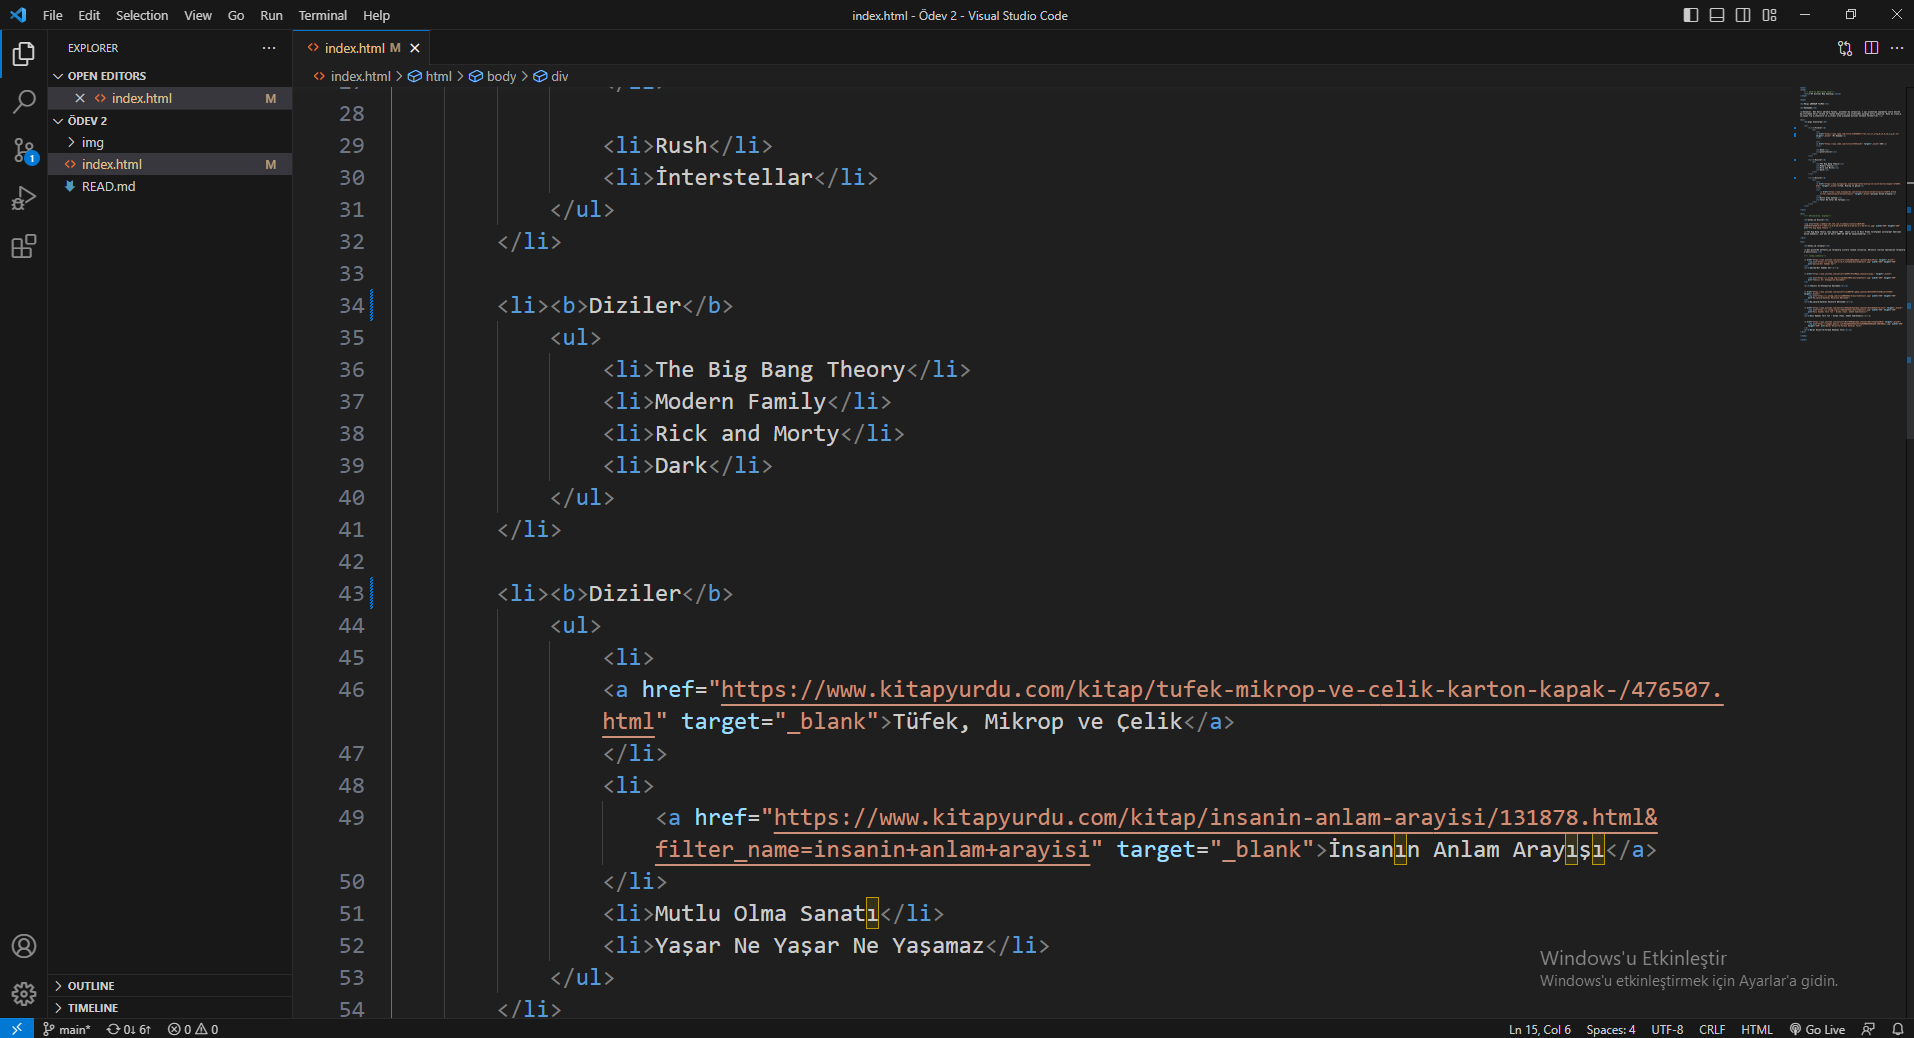 File Edit Selection View Go Run Terminal Help
index.html - Ödev 2 - Visual Studio Code
EXPLORER
OPEN EDITORS
index.html M
ÖDEV 2
img
index.html M
READ.md
OUTLINE
TIMELINE
index.html M
index.html > html > body > div
28
29 <li>Rush</li>
30 <li>İnterstellar</li>
31 </ul>
32 </li>
33
34 <li><b>Diziler</b>
35 <ul>
36 <li>The Big Bang Theory</li>
37 <li>Modern Family</li>
38 <li>Rick and Morty</li>
39 <li>Dark</li>
40 </ul>
41 </li>
42
43 <li><b>Diziler</b>
44 <ul>
45 <li>
46 <a href="https://www.kitapyurdu.com/kitap/tufek-mikrop-ve-celik-karton-kapak-/476507.
html" target="_blank">Tüfek, Mikrop ve Çelik</a>
47 </li>
48 <li>
49 <a href="https://www.kitapyurdu.com/kitap/insanin-anlam-arayisi/131878.html&
filter_name=insanin+anlam+arayisi" target="_blank">İnsanın Anlam Arayışı</a>
50 </li>
51 <li>Mutlu Olma Sanatı</li>
52 <li>Yaşar Ne Yaşar Ne Yaşamaz</li>
53 </ul>
54 </li>
Windows'u Etkinleştir
Windows'u etkinleştirmek için Ayarlar'a gidin.
1
main* 0↓ 6↑ 0 0
Ln 15, Col 6 Spaces: 4 UTF-8 CRLF HTML Go Live